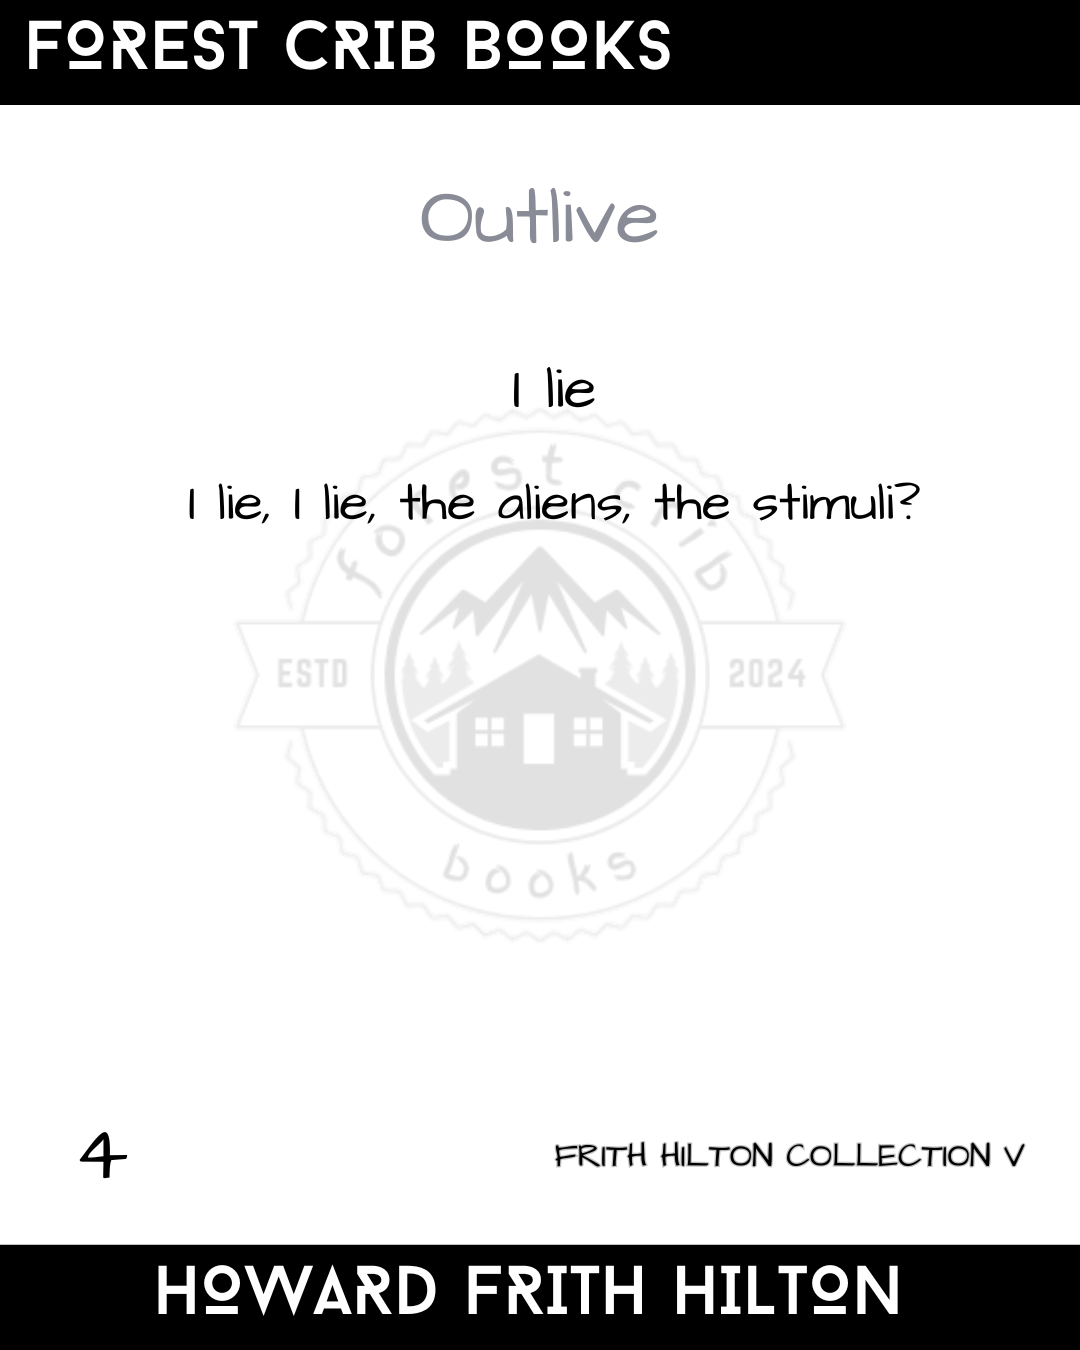 FOREST CRIB BOOKS
Outlive
I lie
I lie, I lie, the aliens, the stimuli?
forest crib
ESTD 2024
books
4 FRITH HILTON COLLECTION V
HOWARD FRITH HILTON